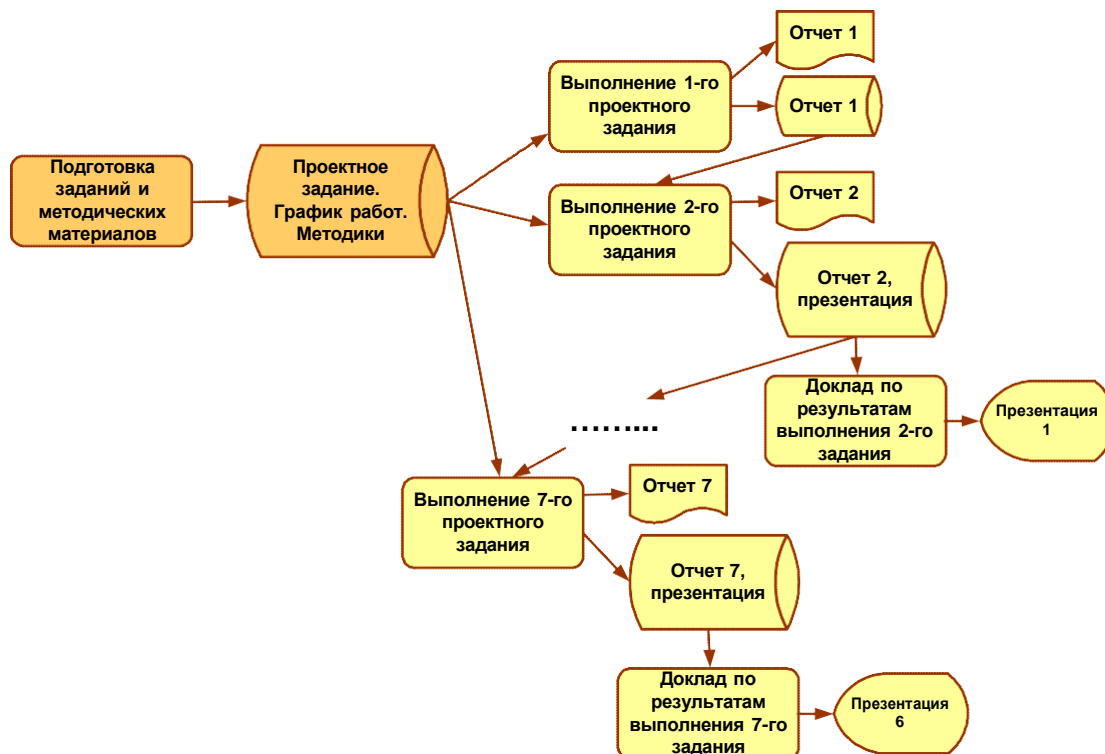 Отчет 1
Выполнение 1-го
проектного
задания
Отчет 1
Подготовка
заданий и
методических
материалов
Проектное
задание.
График работ.
Методики
Выполнение 2-го
проектного
задания
Отчет 2
Отчет 2,
презентация
Доклад по
результатам
выполнения 2-го
задания
Презентация
1
.........
Выполнение 7-го
проектного
задания
Отчет 7
Отчет 7,
презентация
Доклад по
результатам
выполнения 7-го
задания
Презентация
6